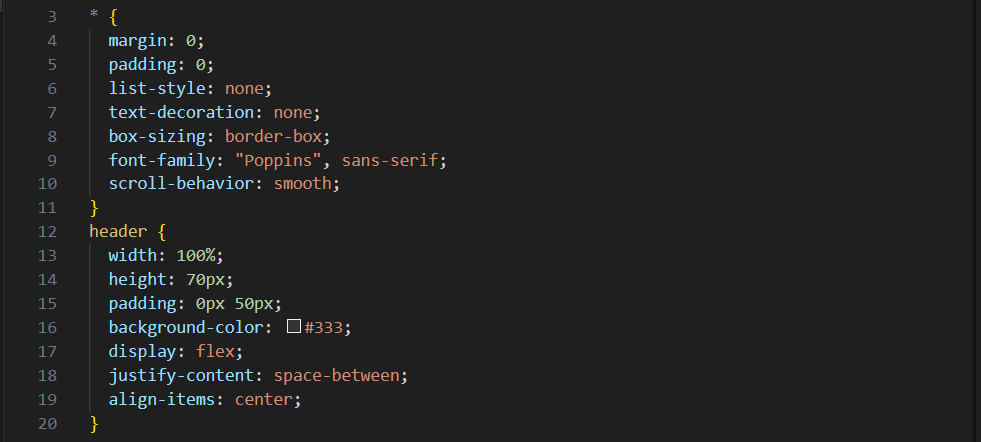 3 * {
4 margin: 0;
5 padding: 0;
6 list-style: none;
7 text-decoration: none;
8 box-sizing: border-box;
9 font-family: "Poppins", sans-serif;
10 scroll-behavior: smooth;
11 }
12 header {
13 width: 100%;
14 height: 70px;
15 padding: 0px 50px;
16 background-color: #333;
17 display: flex;
18 justify-content: space-between;
19 align-items: center;
20 }